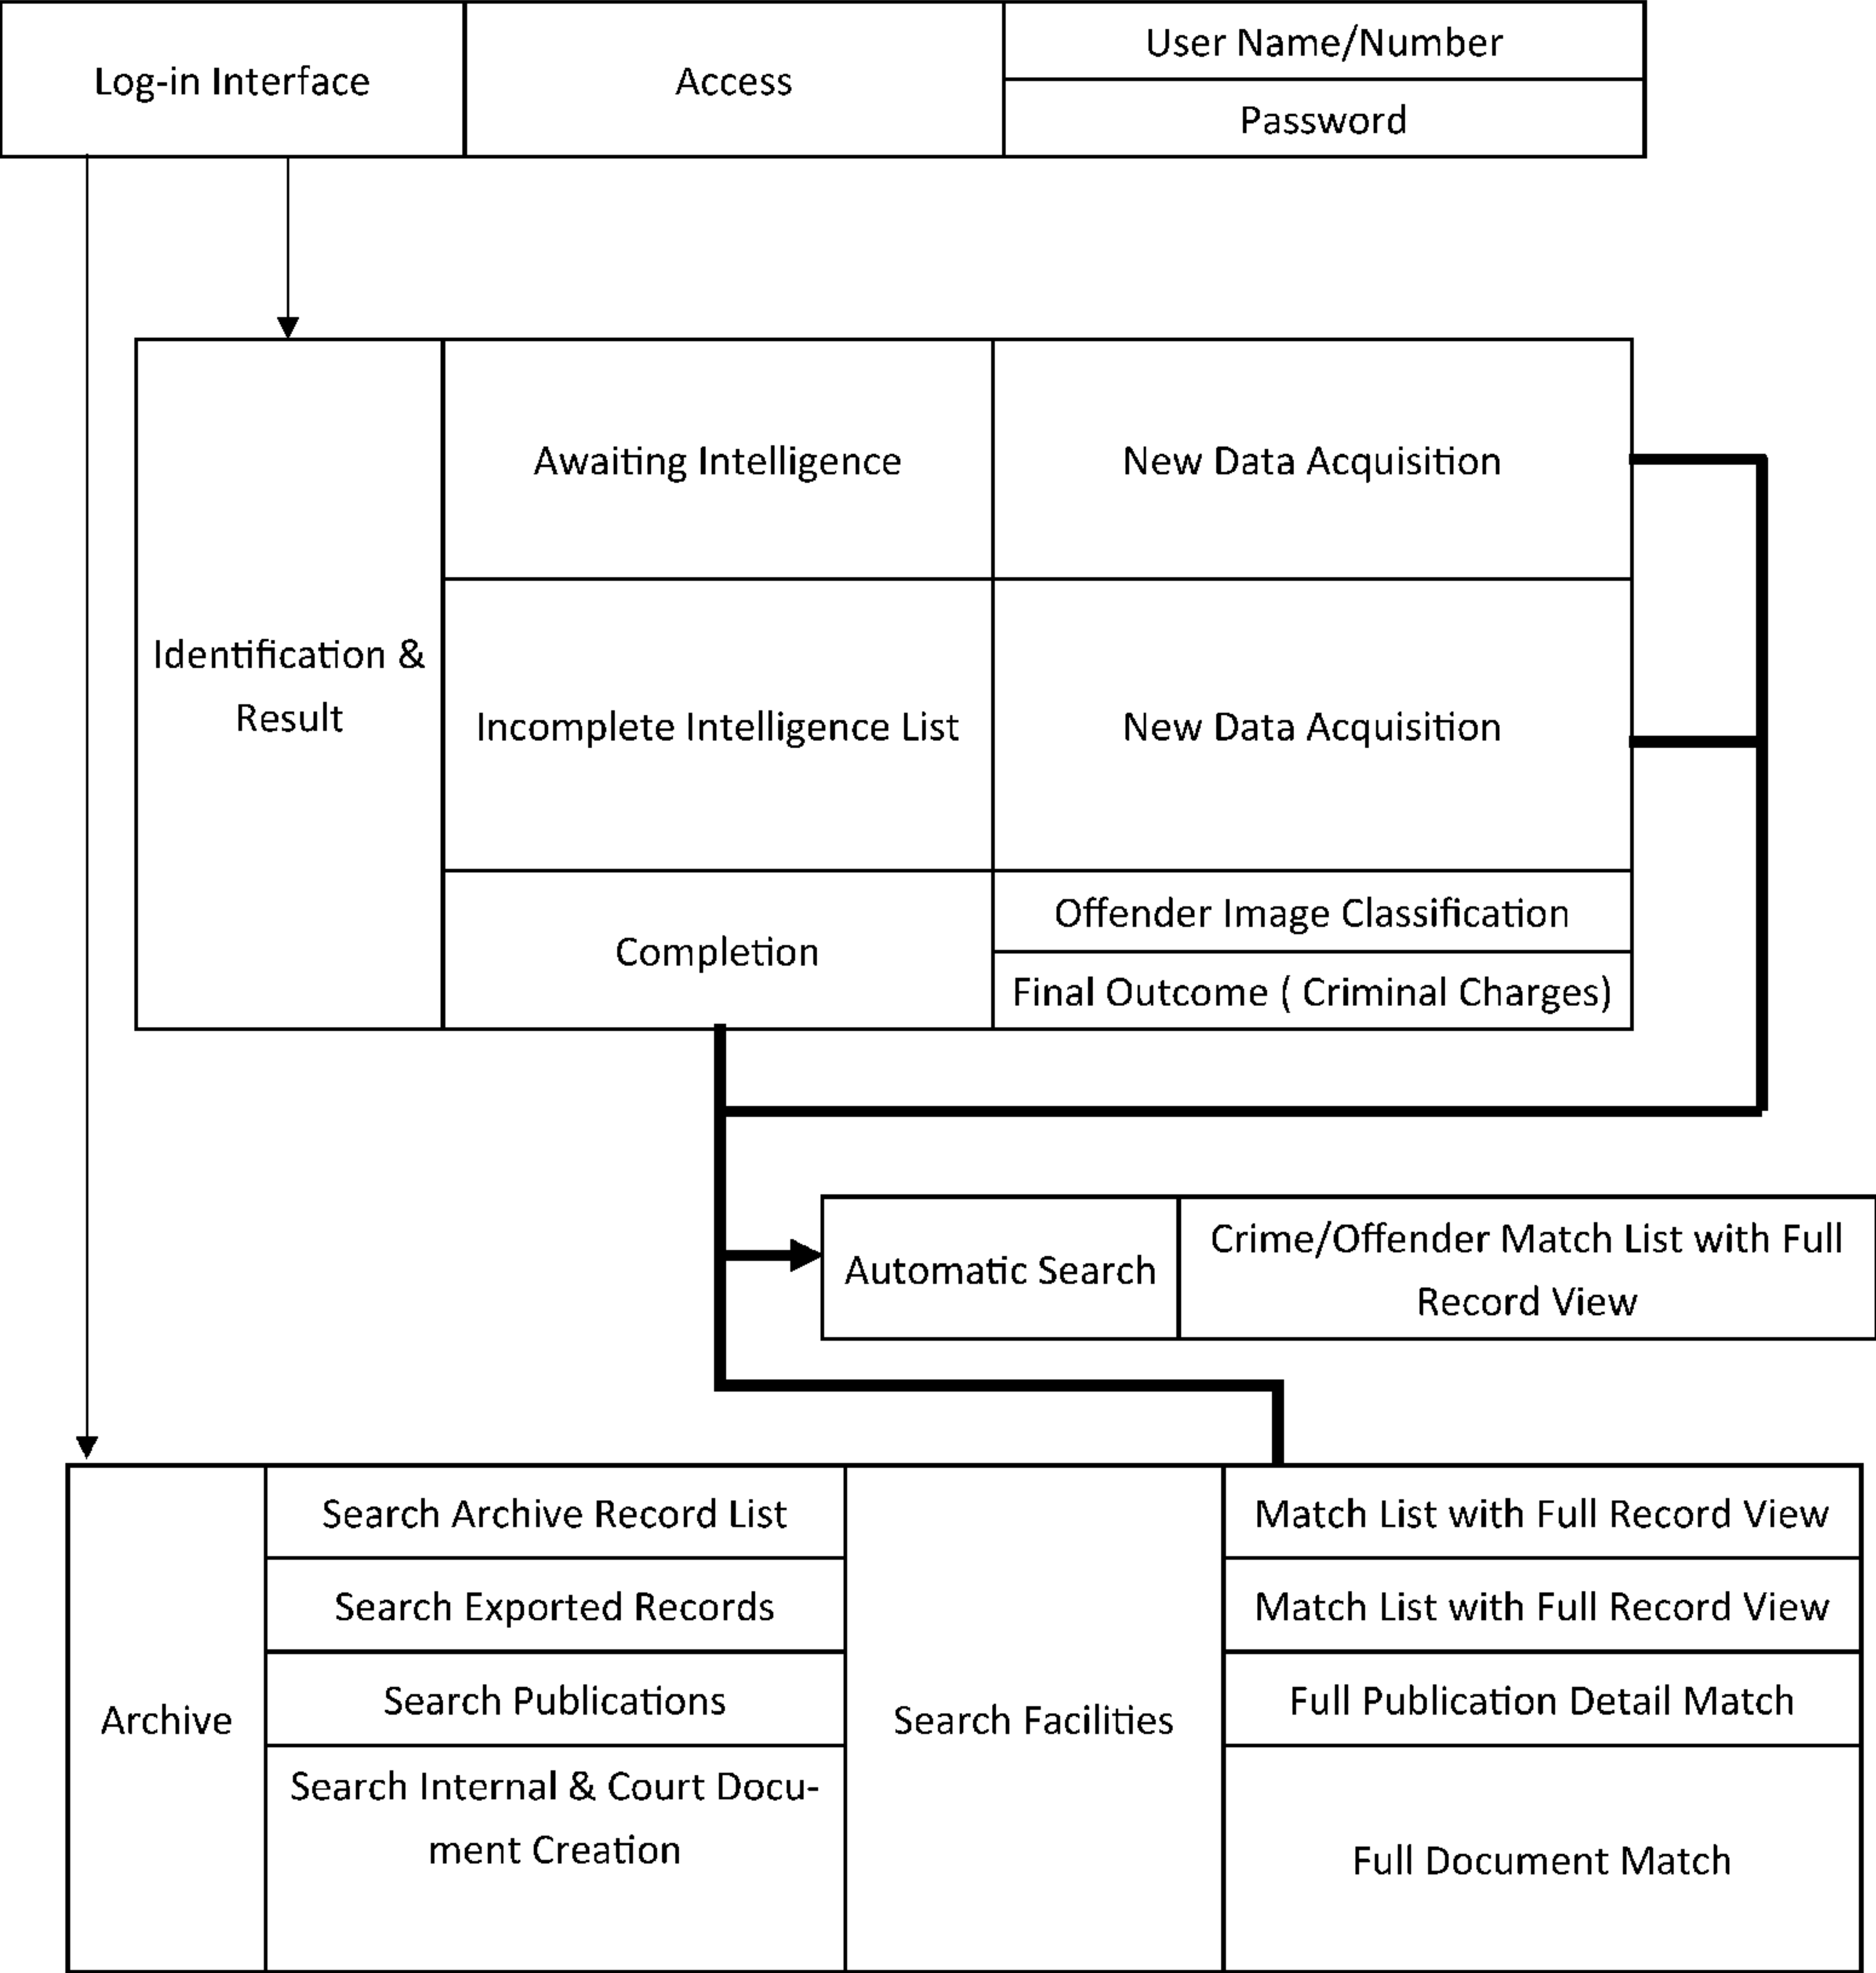 Log-in Interface
Access
User Name/Number
Password
Identification &
Result
Awaiting Intelligence
New Data Acquisition
Incomplete Intelligence List
New Data Acquisition
Completion
Offender Image Classification
Final Outcome ( Criminal Charges)
Automatic Search
Crime/Offender Match List with Full
Record View
Archive
Search Archive Record List
Search Exported Records
Search Publications
Search Internal & Court Docu-
ment Creation
Search Facilities
Match List with Full Record View
Match List with Full Record View
Full Publication Detail Match
Full Document Match